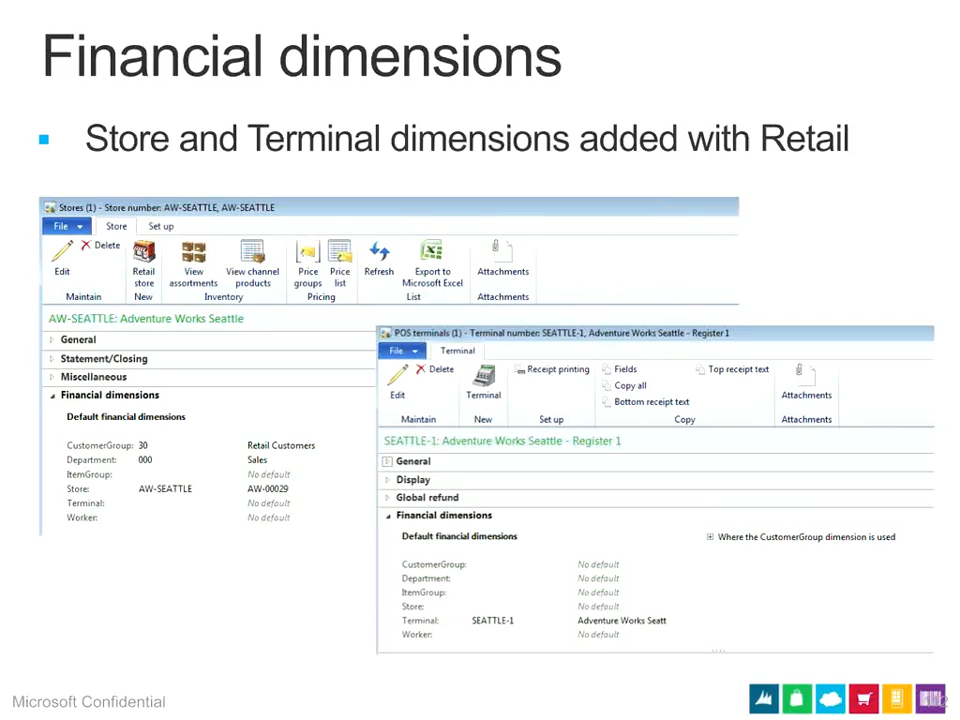 Financial dimensions
Store and Terminal dimensions added with Retail
Stores (1) - Store number: AW-SEATTLE, AW-SEATTLE
File Store Set up
Edit Delete Retail store View assortments View channel products Price groups Price list Refresh Export to Microsoft Excel Attachments
Maintain New Inventory Pricing List Attachments
AW-SEATTLE: Adventure Works Seattle
General
Statement/Closing
Miscellaneous
Financial dimensions
Default financial dimensions
CustomerGroup: 30 Retail Customers
Department: 000 Sales
ItemGroup: No default
Store: AW-SEATTLE AW-00029
Terminal: No default
Worker: No default
POS terminals (1) - Terminal number: SEATTLE-1, Adventure Works Seattle - Register 1
File Terminal
Edit Delete Terminal Receipt printing Fields Top receipt text
Copy all Attachments
Bottom receipt text
Maintain New Set up Copy Attachments
SEATTLE-1: Adventure Works Seattle - Register 1
General
Display
Global refund
Financial dimensions
Default financial dimensions Where the CustomerGroup dimension is used
CustomerGroup: No default
Department: No default
ItemGroup: No default
Store: No default
Terminal: SEATTLE-1 Adventure Works Seatt
Worker: No default
Microsoft Confidential